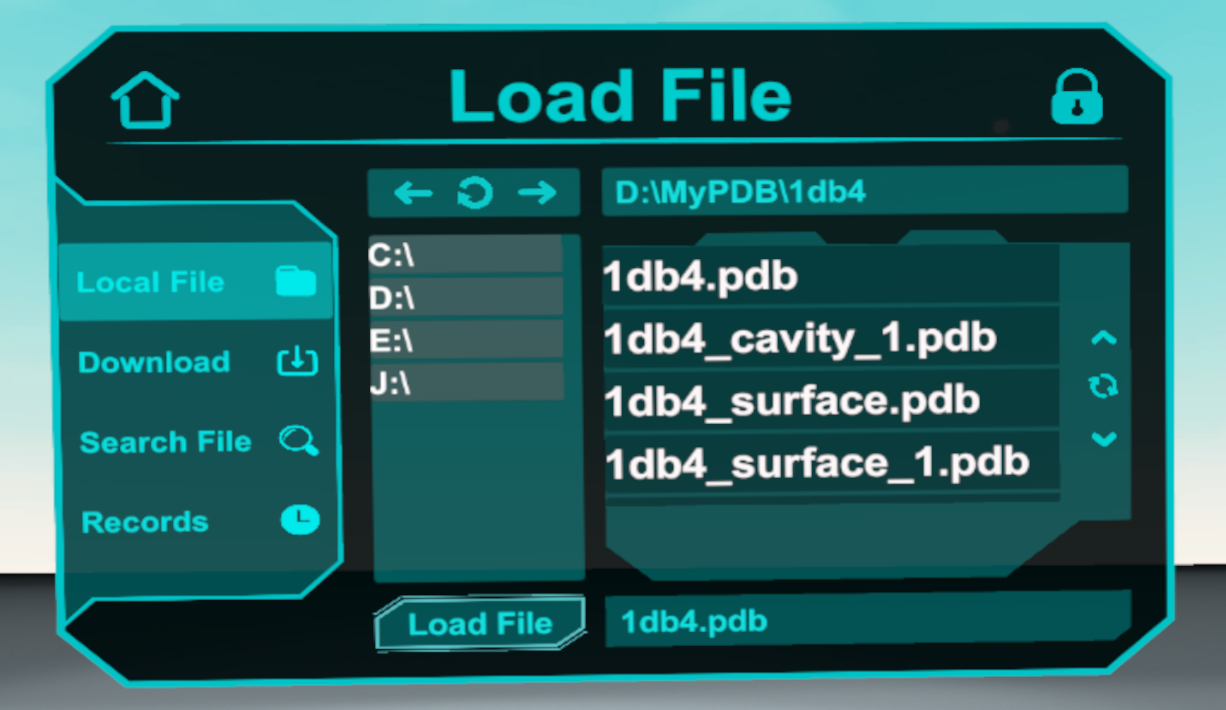 Load File
D:\MyPDB\1db4
Local File
Download
Search File
Records
C:\
D:\
E:\
J:\
1db4.pdb
1db4_cavity_1.pdb
1db4_surface.pdb
1db4_surface_1.pdb
Load File
1db4.pdb